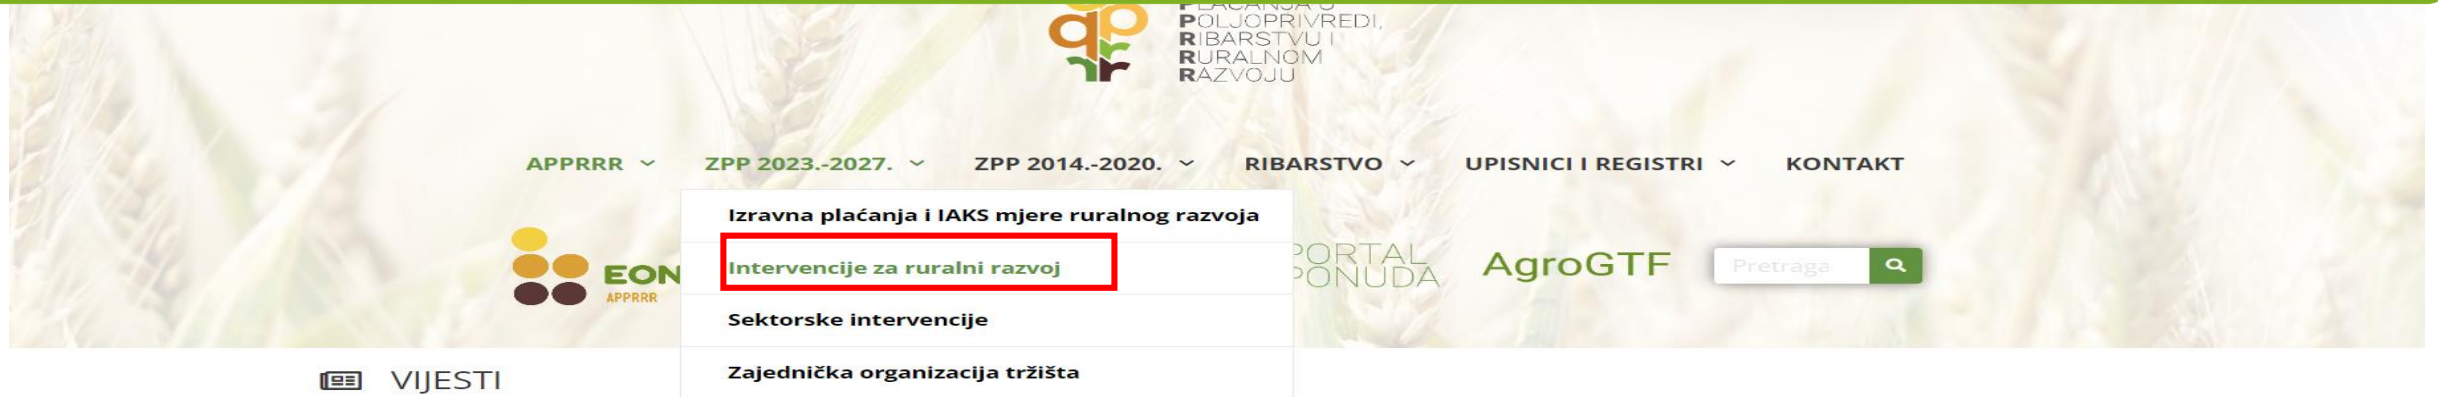 PLAĆANJA U
POLJOPRIVREDI,
RIBARSTVU I
RURALNOM
RAZVOJU
APPRRR ZPP 2023.-2027. ZPP 2014.-2020. RIBARSTVO UPISNICI I REGISTRI KONTAKT
Izravna plaćanja i IAKS mjere ruralnog razvoja
Intervencije za ruralni razvoj
Sektorske intervencije
Zajednička organizacija tržišta
EON
APPRRR
PORTAL
PONUDA
AgroGTF
Pretraga
VIJESTI